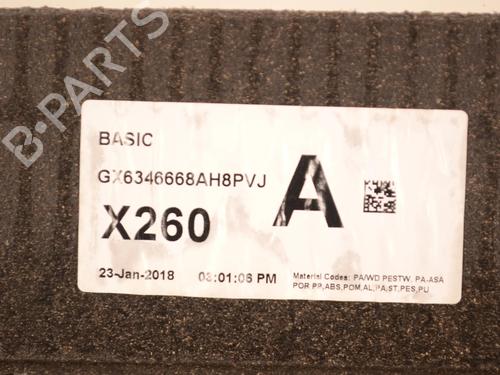 B-PARTS
BASIC
GX6346668AH8PVJ
A
X260
23-Jan-2018 03:01:06 PM
Material Codes: PA/WD PESTW, PA-ASA
POR PP,ABS,POM,AL,PA,ST,PES,PU